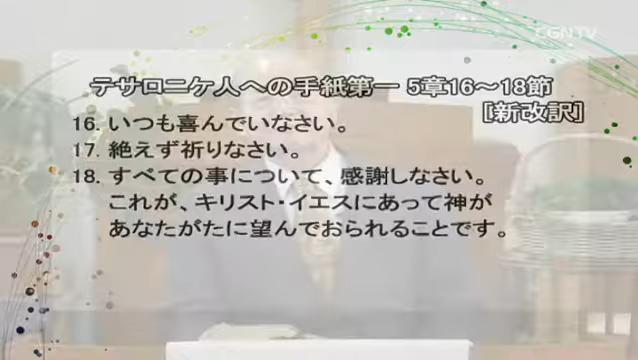 CGNTV
テサロニケ人への手紙第一 5章16〜18節
[新改訳]
16. いつも喜んでいなさい。
17. 絶えず祈りなさい。
18. すべての事について、感謝しなさい。
これが、キリスト・イエスにあって神が
あなたがたに望んでおられることです。